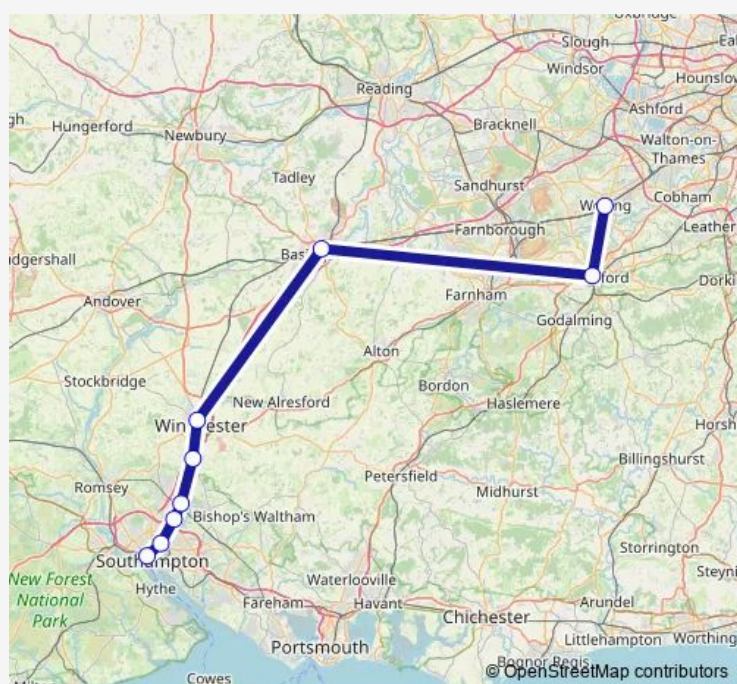 Slough
Windsor
Hounslow
Reading
Ashford
Hungerford
Newbury
Bracknell
Walton-on-
Thames
Tadley
Sandhurst
Cobham
Farnborough
Andover
Farnham
Godalming
Alton
Stockbridge
Bordon
New Alresford
Haslemere
Billingshurst
Petersfield
Romsey
Midhurst
Bishop's Waltham
Storrington
Southampton
New Forest
National
Park
Hythe
Waterlooville
Fareham
Havant
Arundel
Chichester
Littlehampton
Portsmouth
Bognor Regis
Cowes
© OpenStreetMap contributors